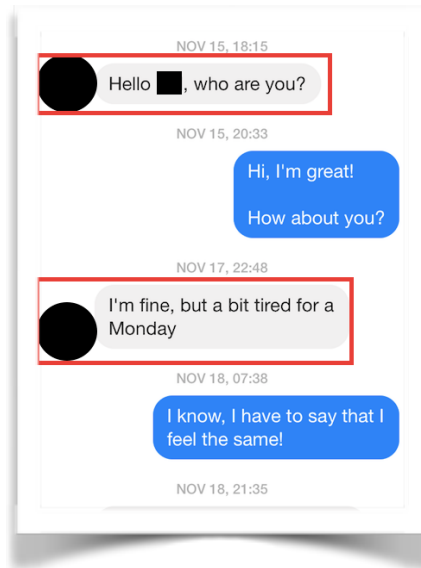 NOV 15, 18:15
Hello , who are you?
NOV 15, 20:33
Hi, I'm great!
How about you?
NOV 17, 22:48
I'm fine, but a bit tired for a
Monday
NOV 18, 07:38
I know, I have to say that I
feel the same!
NOV 18, 21:35